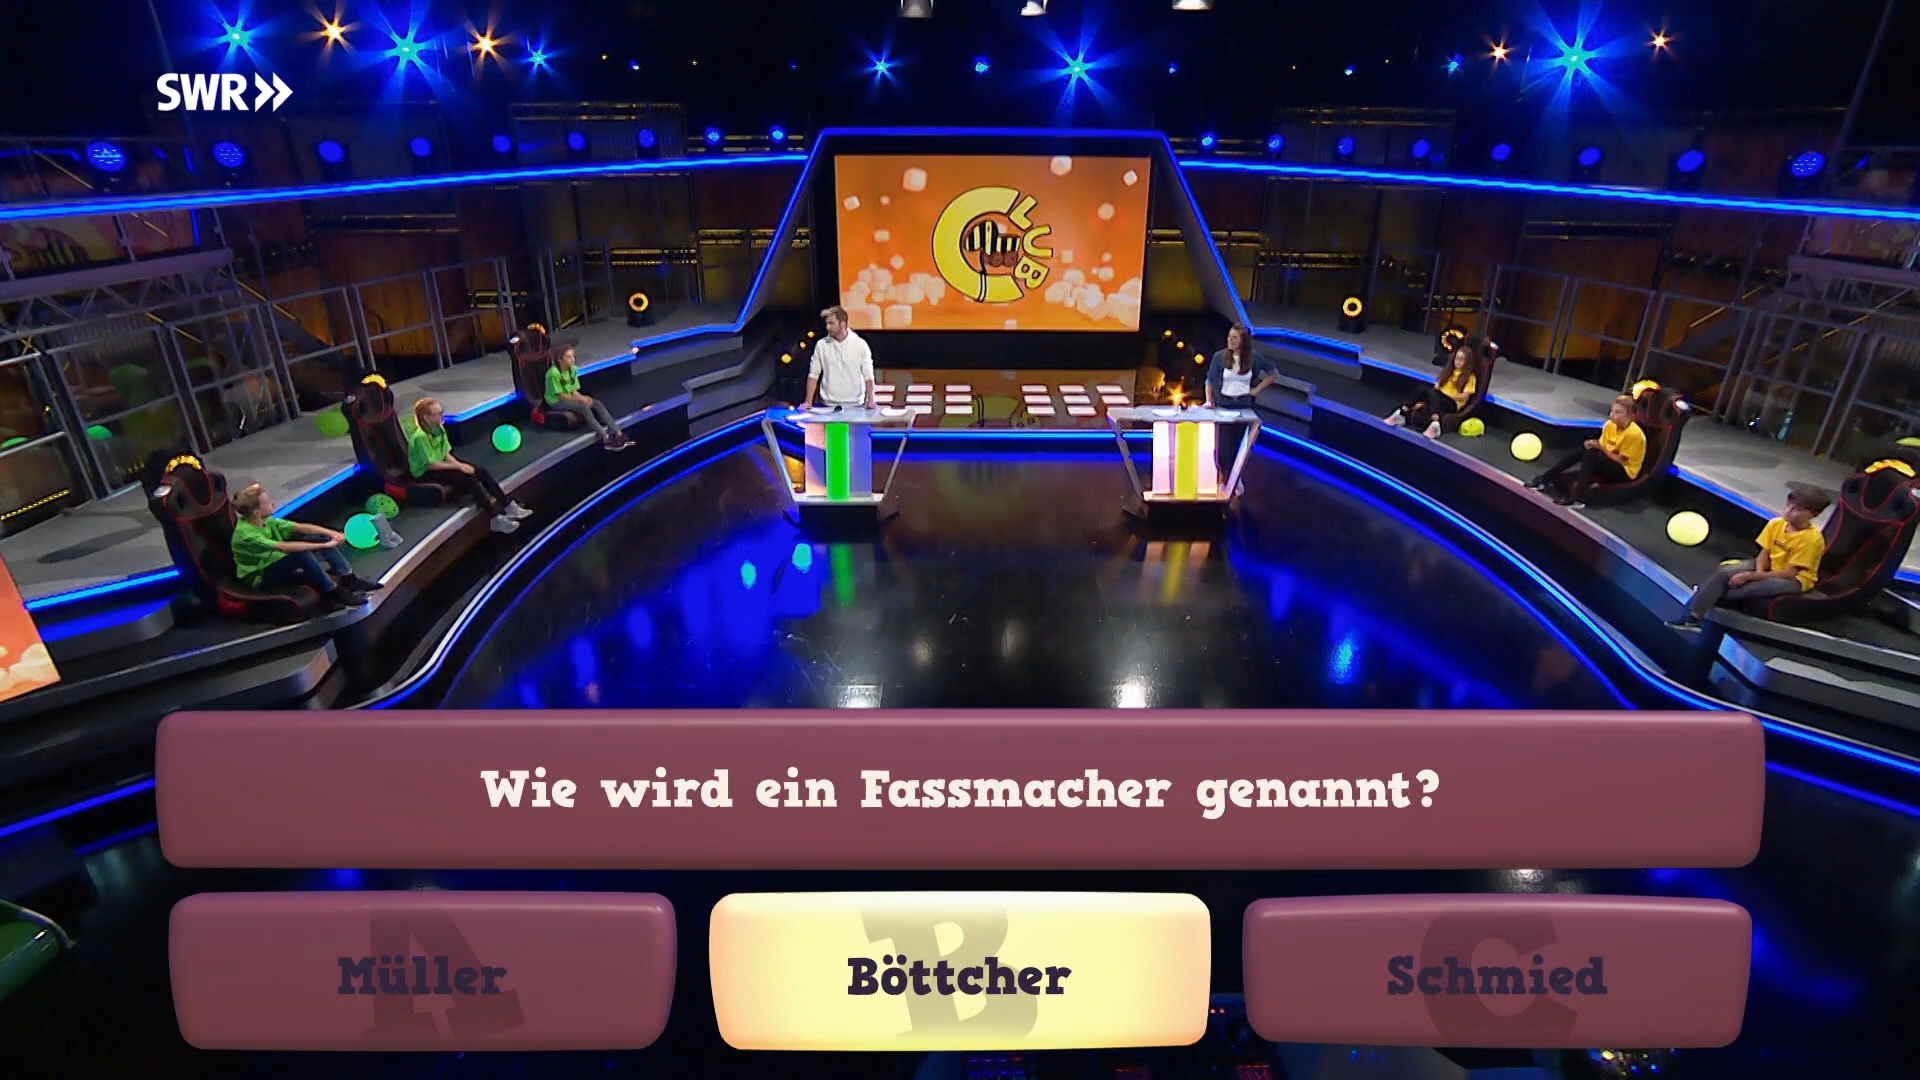 SWR
CLUB
Wie wird ein Fassmacher genannt?
A
Müller
B
Böttcher
C
Schmied